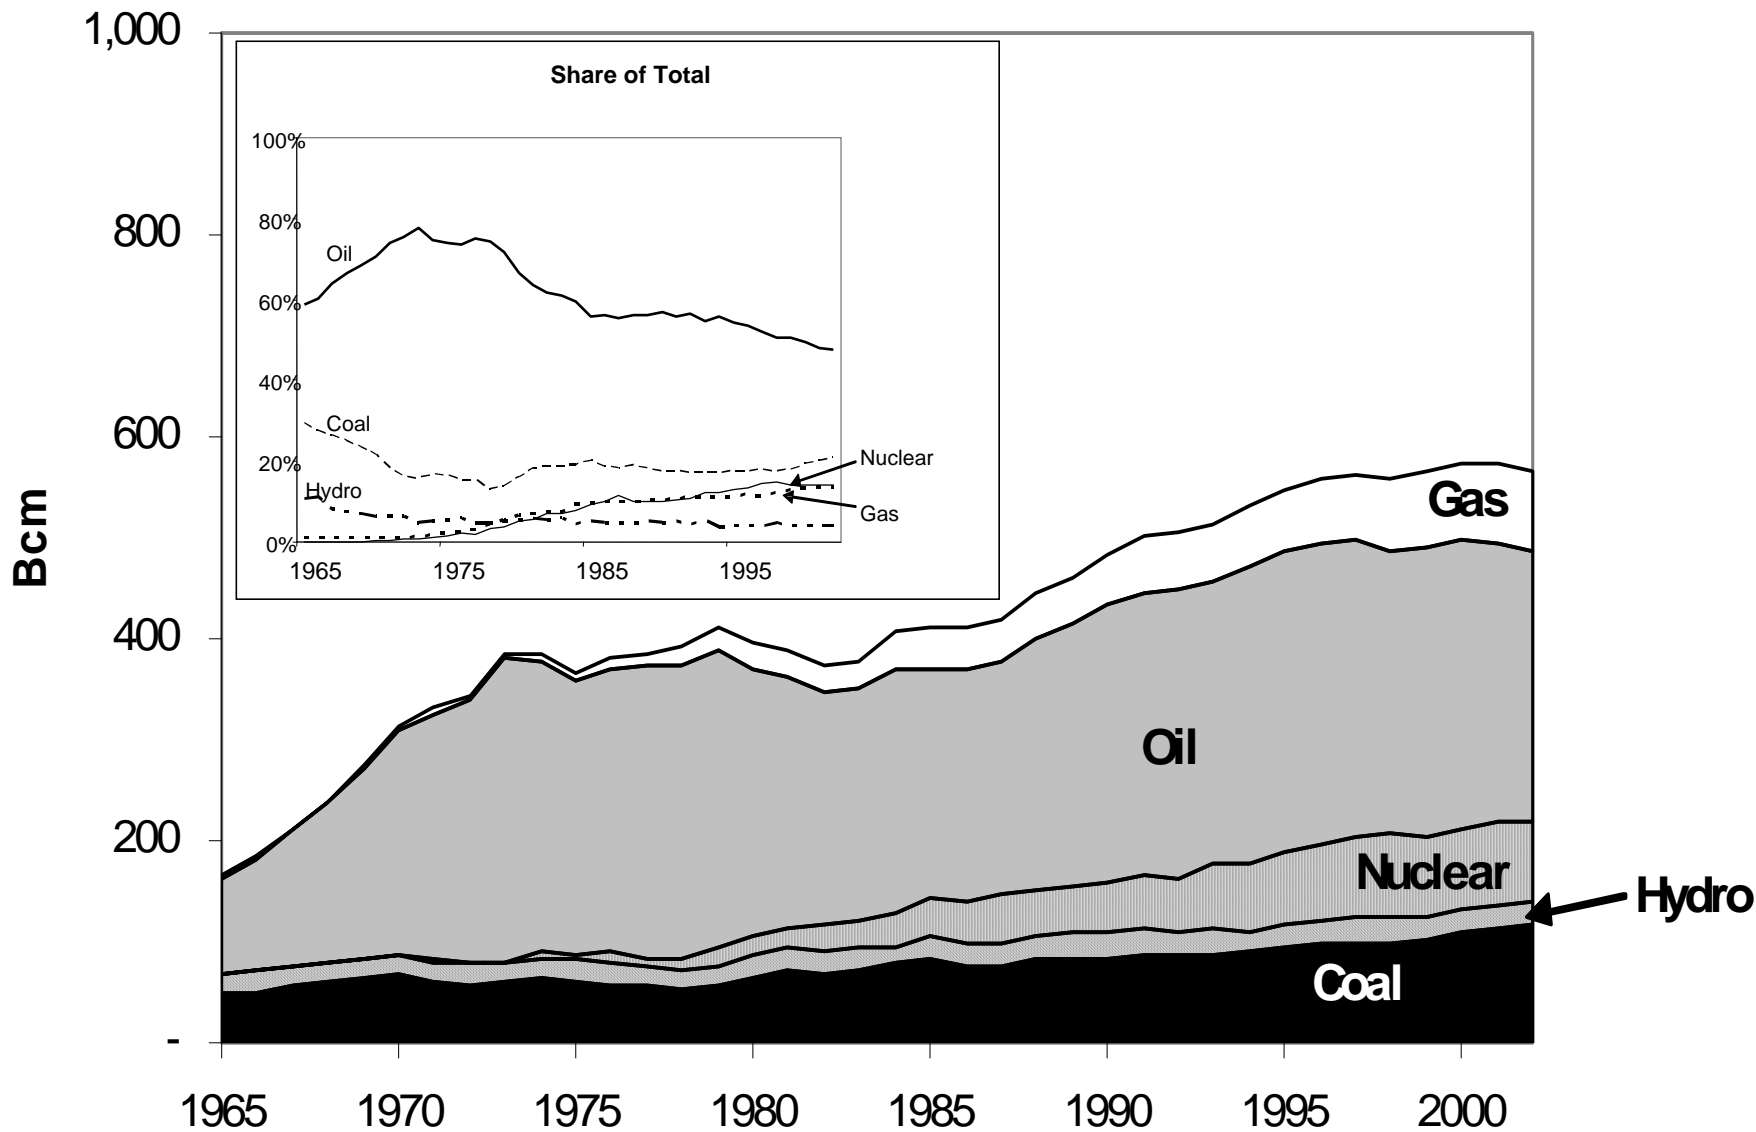 1,000
800
600
400
200
-
Bcm
Share of Total
100%
80%
60%
40%
20%
0%
Oil
Coal
Hydro
Nuclear
Gas
1965 1975 1985 1995
Gas
Oil
Nuclear
Hydro
Coal
1965 1970 1975 1980 1985 1990 1995 2000